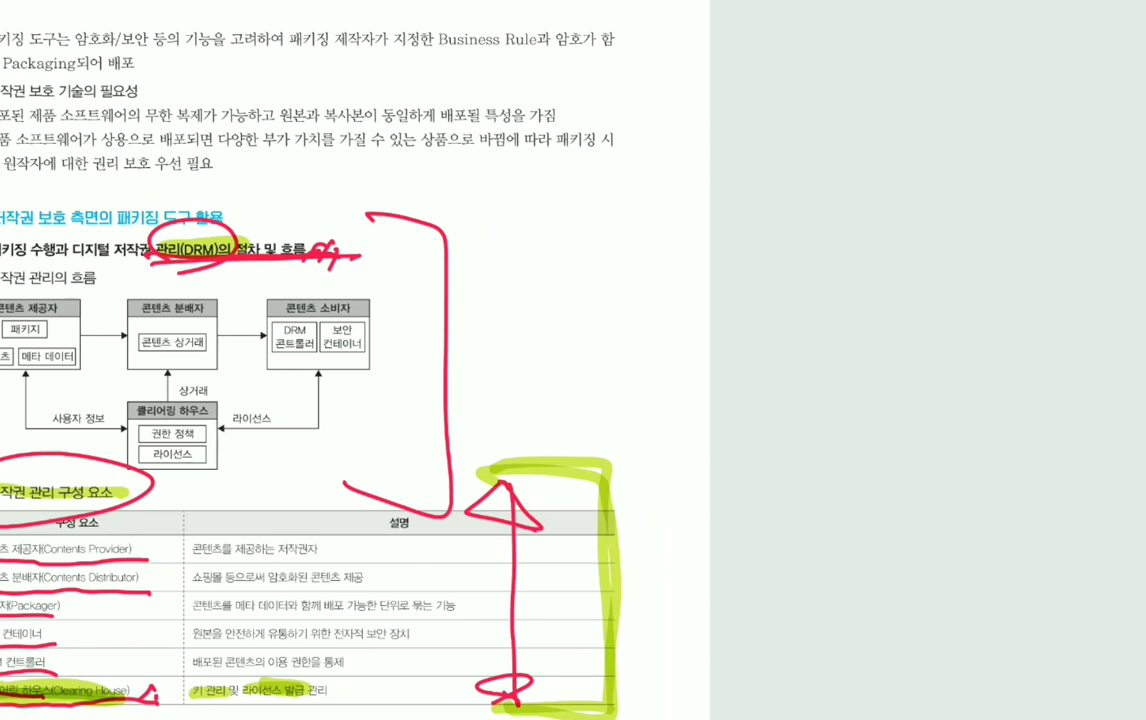 키징 도구는 암호화/보안 등의 기능을 고려하여 패키징 제작자가 지정한 Business Rule과 암호가 함
Packaging되어 배포
작권 보호 기술의 필요성
포된 제품 소프트웨어의 무한 복제가 가능하고 원본과 복사본이 동일하게 배포될 특성을 가짐
품 소프트웨어가 상용으로 배포되면 다양한 부가 가치를 가질 수 있는 상품으로 바뀜에 따라 패키징 시
원작자에 대한 권리 보호 우선 필요
저작권 보호 측면의 패키징 도구 활용
키징 수행과 디지털 저작권 관리(DRM)의 절차 및 흐름
작권 관리의 흐름
콘텐츠 제공자 콘텐츠 분배자 콘텐츠 소비자
패키지 콘텐츠 상거래 DRM 컨트롤러 보안 컨테이너
츠 메타 데이터
상거래
사용자 정보 클리어링 하우스 라이선스
권한 정책
라이선스
작권 관리 구성 요소
구성 요소 설명
츠 제공자(Contents Provider) 콘텐츠를 제공하는 저작권자
츠 분배자(Contents Distributor) 쇼핑몰 등으로써 암호화된 콘텐츠 제공
저(Packager) 콘텐츠를 메타 데이터와 함께 배포 가능한 단위로 묶는 기능
컨테이너 원본을 안전하게 유통하기 위한 전자적 보안 장치
컨트롤러 배포된 콘텐츠의 이용 권한을 통제
어링 하우스(Clearing House) 키 관리 및 라이선스 발급 관리